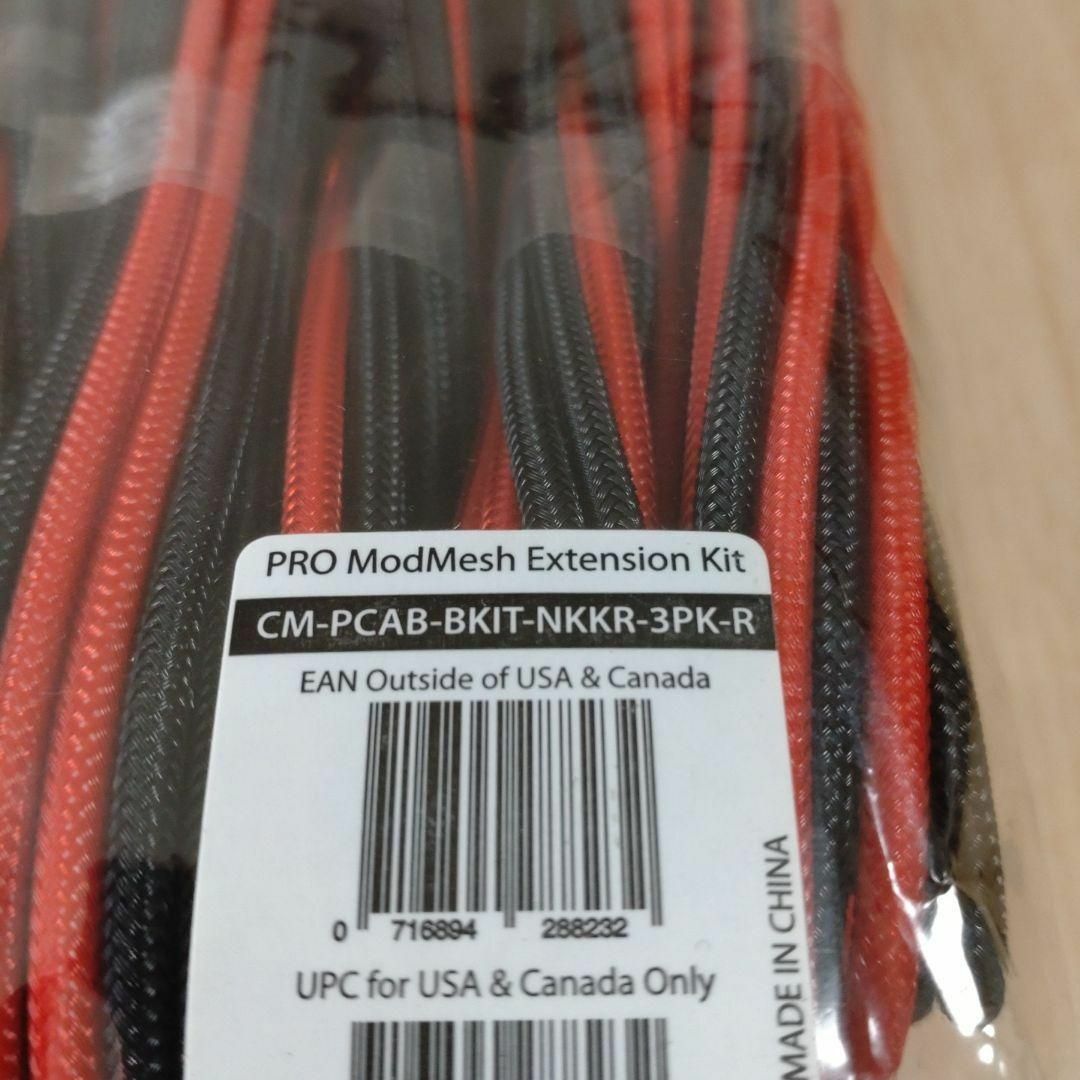 PRO ModMesh Extension Kit
CM-PCAB-BKIT-NKKR-3PK-R
EAN Outside of USA & Canada
0 716894 288232
UPC for USA & Canada Only
MADE IN CHINA